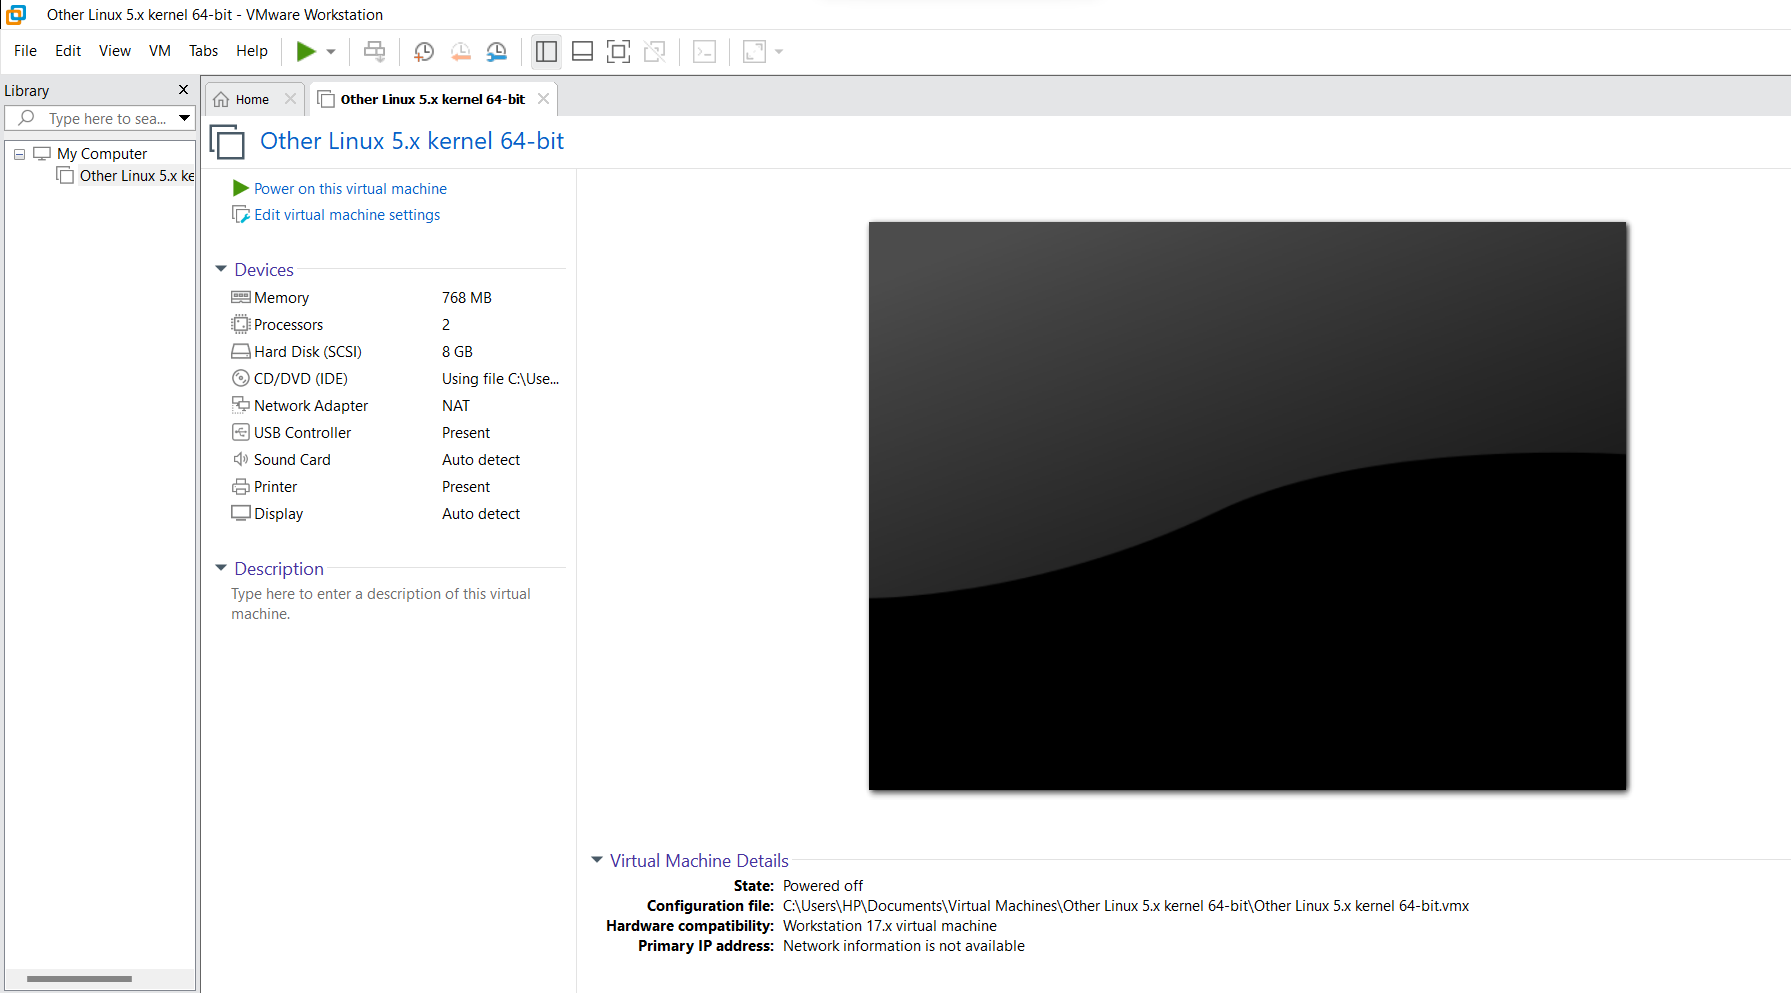 Other Linux 5.x kernel 64-bit - VMware Workstation
File Edit View VM Tabs Help
Library
Home
Other Linux 5.x kernel 64-bit
Type here to sea...
Other Linux 5.x kernel 64-bit
My Computer
Other Linux 5.x ke
Power on this virtual machine
Edit virtual machine settings
Devices
Memory 768 MB
Processors 2
Hard Disk (SCSI) 8 GB
CD/DVD (IDE) Using file C:\Use...
Network Adapter NAT
USB Controller Present
Sound Card Auto detect
Printer Present
Display Auto detect
Description
Type here to enter a description of this virtual
machine.
Virtual Machine Details
State: Powered off
Configuration file: C:\Users\HP\Documents\Virtual Machines\Other Linux 5.x kernel 64-bit\Other Linux 5.x kernel 64-bit.vmx
Hardware compatibility: Workstation 17.x virtual machine
Primary IP address: Network information is not available